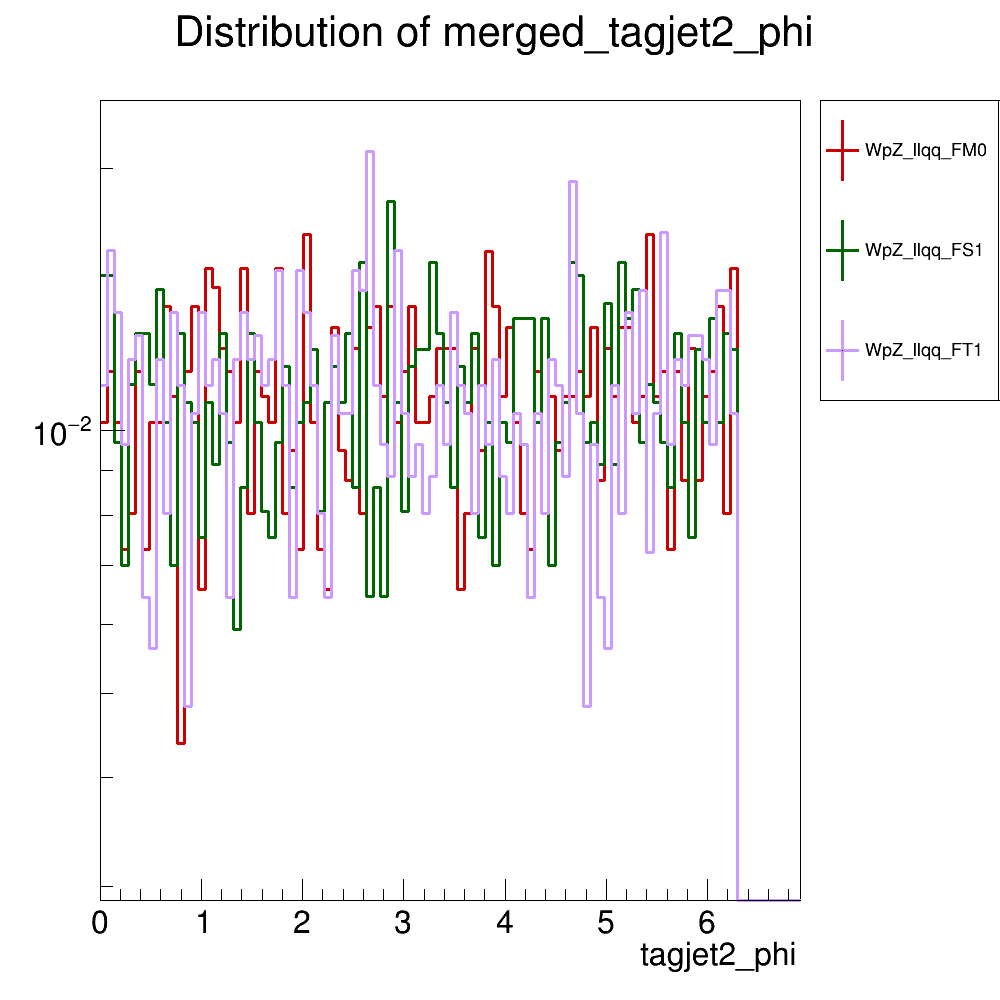 Distribution of merged_tagjet2_phi
WpZ_llqq_FM0
WpZ_llqq_FS1
WpZ_llqq_FT1
10−2
0 1 2 3 4 5 6
tagjet2_phi